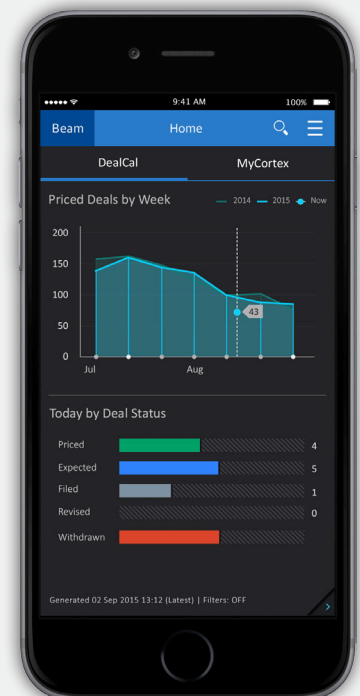 9:41 AM 100%
Beam Home
DealCal MyCortex
Priced Deals by Week 2014 2015 Now
200
150
100
50
0
43
Jul Aug
Today by Deal Status
Priced 4
Expected 5
Filed 1
Revised 0
Withdrawn
Generated 02 Sep 2015 13:12 (Latest) | Filters: OFF